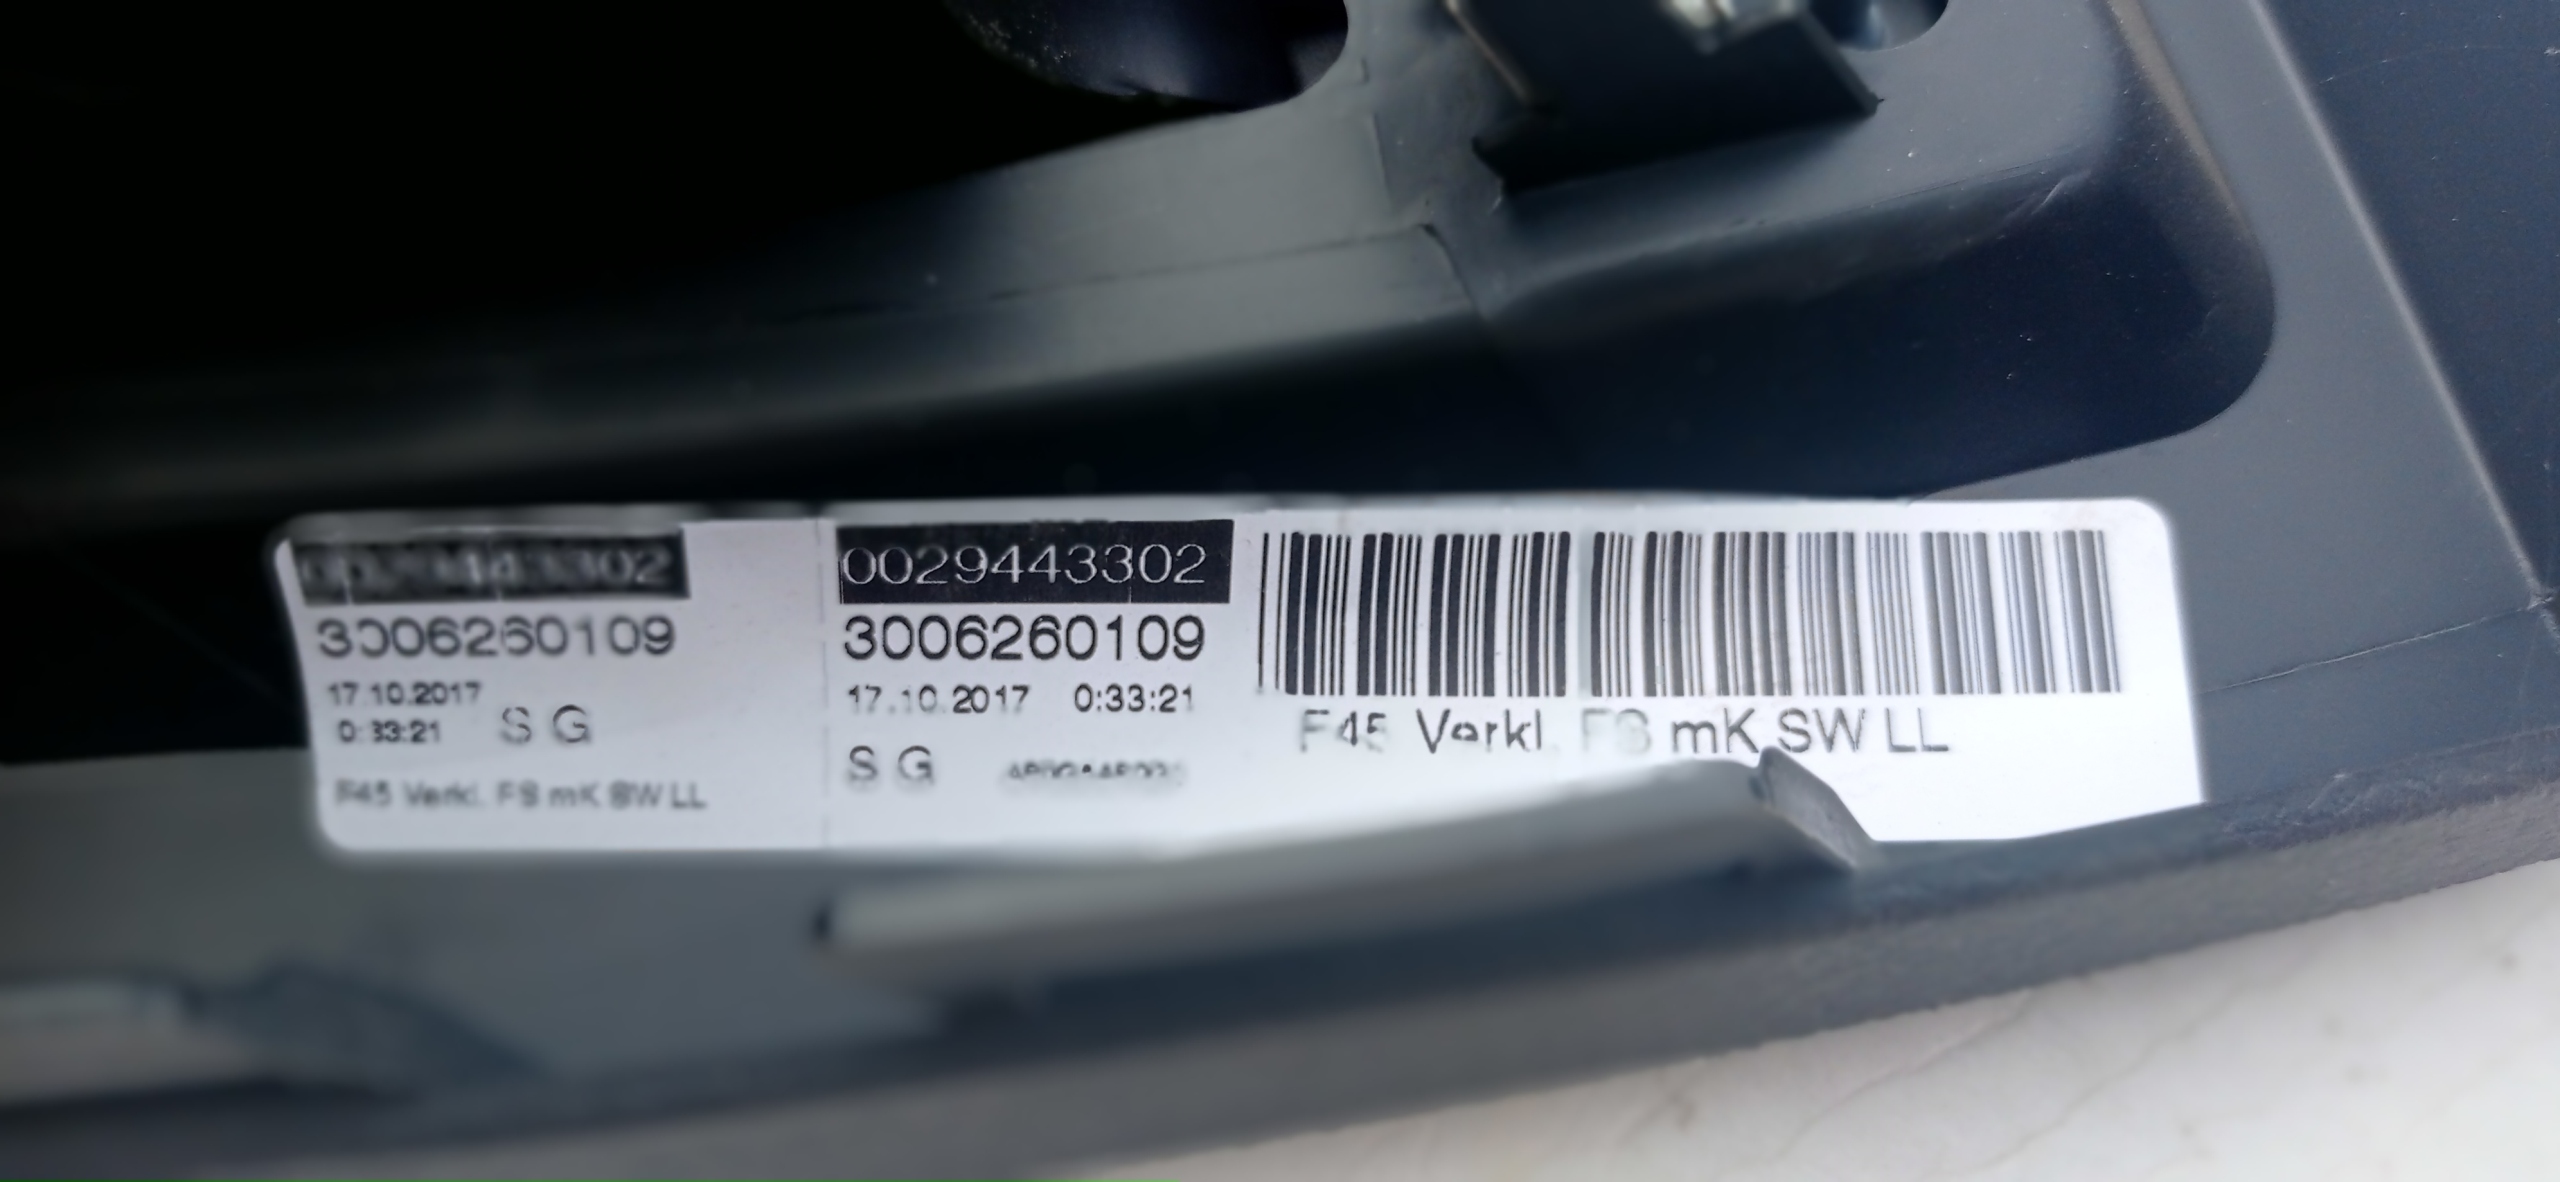 0029443302
3006260109
17.10.2017
0:33:21 S G
F45 Verkl. FS mK SW LL
0029443302
3006260109
17.10.2017 0:33:21
S G
F45 Verkl. FS mK SW LL